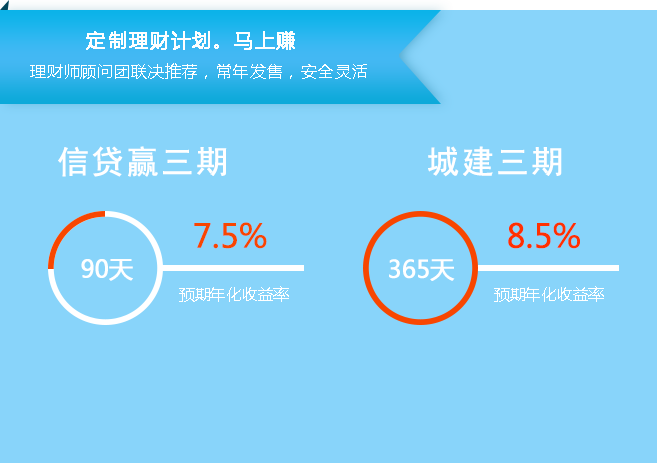 定制理财计划。马上赚
理财师顾问团联决推荐，常年发售，安全灵活
信贷赢三期
城建三期
7.5%
90天
预期年化收益率
8.5%
365天
预期年化收益率